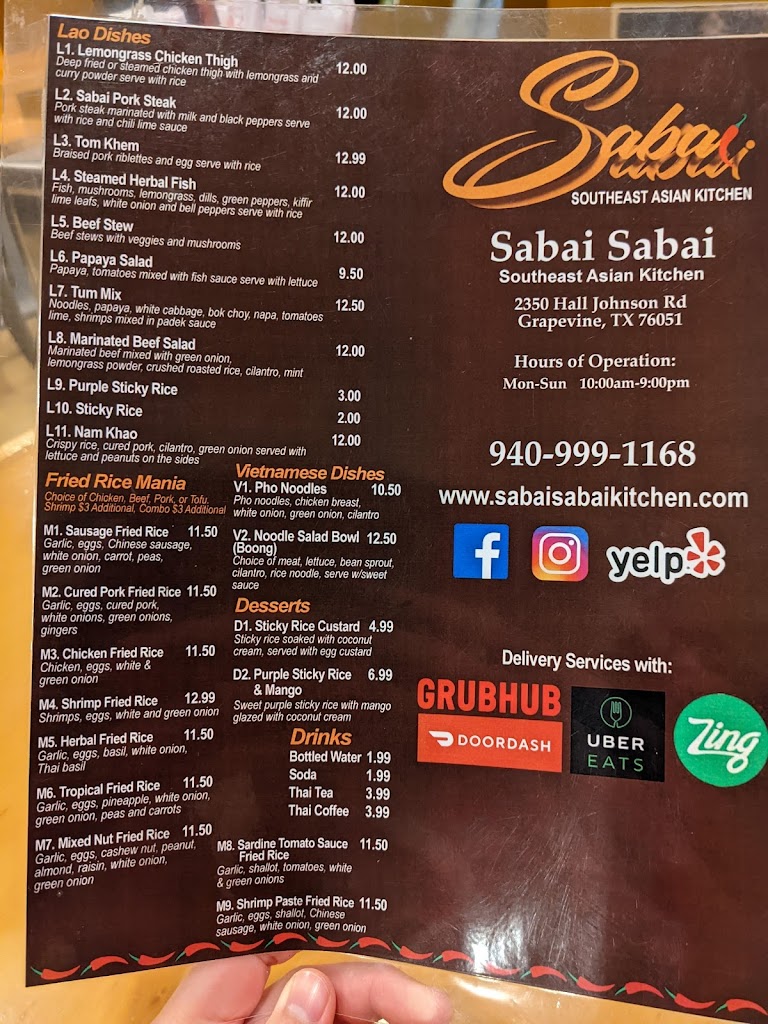 Lao Dishes
L1. Lemongrass Chicken Thigh
Deep fried or steamed chicken thigh with lemongrass and
curry powder serve with rice
12.00
L2. Sabai Pork Steak
Pork steak marinated with milk and black peppers serve
with rice and chili lime sauce
12.00
L3. Tom Khem
Braised pork riblettes and egg serve with rice
12.99
L4. Steamed Herbal Fish
Fish, mushrooms, lemongrass, dills, green peppers, kiffir
lime leafs, white onion and bell peppers serve with rice
12.00
L5. Beef Stew
Beef stews with veggies and mushrooms
12.00
L6. Papaya Salad
Papaya, tomatoes mixed with fish sauce serve with lettuce
9.50
L7. Tum Mix
Noodles, papaya, white cabbage, bok choy, napa, tomatoes
lime, shrimps mixed in padek sauce
12.50
L8. Marinated Beef Salad
Marinated beef mixed with green onion,
lemongrass powder, crushed roasted rice, cilantro, mint
12.00
L9. Purple Sticky Rice
3.00
L10. Sticky Rice
2.00
L11. Nam Khao
Crispy rice, cured pork, cilantro, green onion served with
lettuce and peanuts on the sides
12.00
Fried Rice Mania
Choice of Chicken, Beef, Pork, or Tofu.
Shrimp $3 Additional, Combo $3 Additional
M1. Sausage Fried Rice 11.50
Garlic, eggs, Chinese sausage,
white onion, carrot, peas,
green onion
M2. Cured Pork Fried Rice 11.50
Garlic, eggs, cured pork,
white onions, green onions,
gingers
M3. Chicken Fried Rice 11.50
Chicken, eggs, white &
green onion
M4. Shrimp Fried Rice 12.99
Shrimps, eggs, white and green onion
M5. Herbal Fried Rice 11.50
Garlic, eggs, basil, white onion,
Thai basil
M6. Tropical Fried Rice 11.50
Garlic, eggs, pineapple, white onion,
green onion, peas and carrots
M7. Mixed Nut Fried Rice 11.50
Garlic, eggs, cashew nut, peanut,
almond, raisin, white onion,
green onion
Vietnamese Dishes
V1. Pho Noodles 10.50
Pho noodles, chicken breast,
white onion, green onion, cilantro
V2. Noodle Salad Bowl 12.50
(Boong)
Choice of meat, lettuce, bean sprout,
cilantro, rice noodle, serve w/sweet
sauce
Desserts
D1. Sticky Rice Custard 4.99
Sticky rice soaked with coconut
cream, served with egg custard
D2. Purple Sticky Rice 6.99
& Mango
Sweet purple sticky rice with mango
glazed with coconut cream
Drinks
Bottled Water 1.99
Soda 1.99
Thai Tea 3.99
Thai Coffee 3.99
M8. Sardine Tomato Sauce 11.50
Fried Rice
Garlic, shallot, tomatoes, white
& green onions
M9. Shrimp Paste Fried Rice 11.50
Garlic, eggs, shallot, Chinese
sausage, white onion, green onion
Sabai
Sabai
SOUTHEAST ASIAN KITCHEN
Sabai Sabai
Southeast Asian Kitchen
2350 Hall Johnson Rd
Grapevine, TX 76051
Hours of Operation:
Mon-Sun 10:00am-9:00pm
940-999-1168
www.sabaisabaikitchen.com
f
yelp
Delivery Services with:
GRUBHUB
DOORDASH
UBER
EATS
Zing